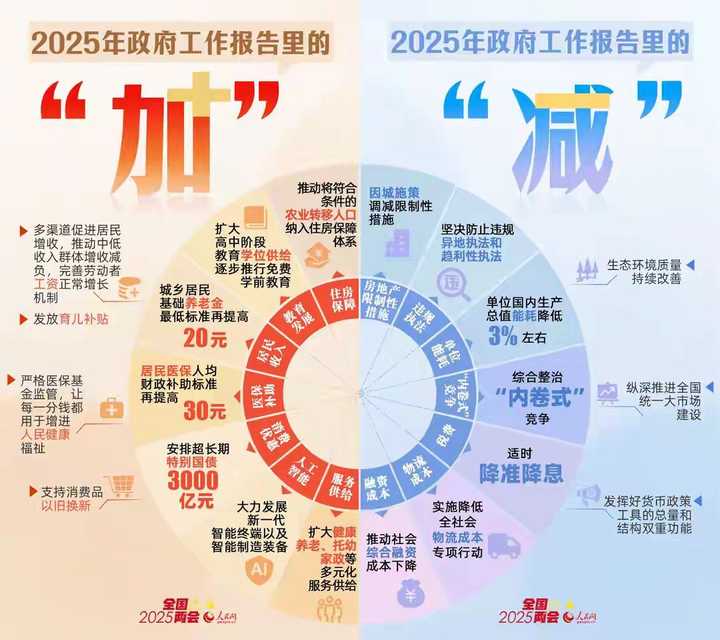 2025年政府工作报告里的
“加”
推动将符合
条件的
农业转移人口
纳入住房保障
体系
扩大
高中阶段
教育学位供给
逐步推行免费
学前教育
多渠道促进居民
增收，推动中低
收入群体增收减
负，完善劳动者
工资正常增长
机制
发放育儿补贴
城乡居民
基础养老金
最低标准再提高
20元
严格医保基
金监管，让
每一分钱都
用于增进
人民健康
福祉
居民医保人均
财政补助标准
再提高
30元
支持消费品
以旧换新
安排超长期
特别国债
3000
亿元
大力发展
新一代
智能终端以及
智能制造装备
AI
扩大健康
养老、托幼
家政等
多元化
服务供给
住房
保障
教育
发展
居民
收入
医保
补助
消费
人工
智能
服务
供给
全国
2025两会
人民网
people.cn
2025年政府工作报告里的
“减”
因城施策
调减限制性
措施
坚决防止违规
异地执法和
趋利性执法
生态环境质量
持续改善
单位国内生产
总值能耗降低
3%左右
综合整治
“内卷式”
竞争
纵深推进全国
统一大市场
建设
适时
降准降息
发挥好货币政策
工具的总量和
结构双重功能
实施降低
全社会
物流成本
专项行动
推动社会
综合融资
成本下降
房地产
限制性
措施
违规
执法
单位
能耗
“内卷式”
竞争
物流
成本
融资
成本
全国
2025两会
人民网
people.cn